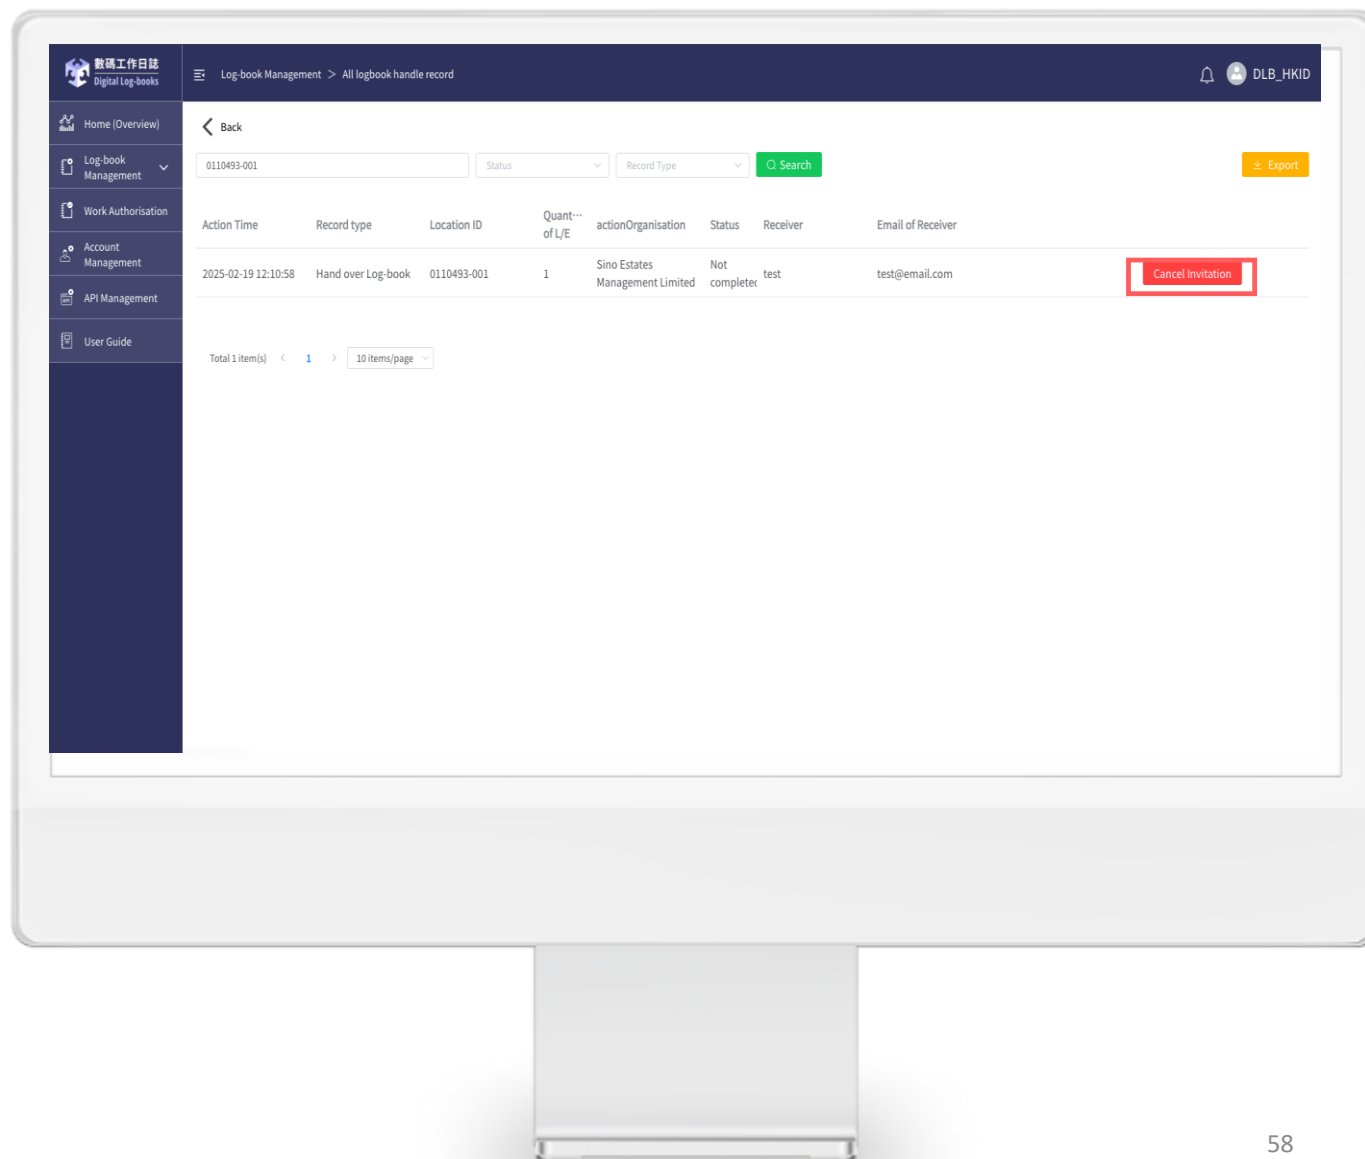 數碼工作日誌
Digital Log-books
Log-book Management > All logbook handle record
DLB_HKID
Home (Overview)
Log-book
Management
Work Authorisation
Account
Management
API Management
User Guide
Back
0110493-001
Status
Record Type
Search
Export
Action Time
Record type
Location ID
Quant···
of L/E
actionOrganisation
Status
Receiver
Email of Receiver
2025-02-19 12:10:58
Hand over Log-book
0110493-001
1
Sino Estates
Management Limited
Not
completed
test
test@email.com
Cancel Invitation
Total 1 item(s) < 1 > 10 items/page
58